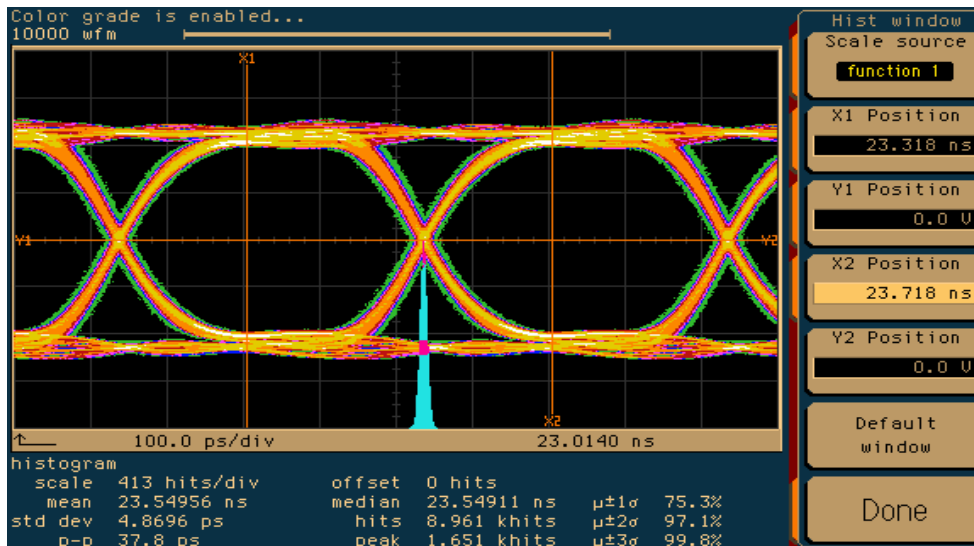 Color grade is enabled...
10000 wfm
X1
Y1
Y2
X2
100.0 ps/div 23.0140 ns
histogram
scale 413 hits/div offset 0 hits
mean 23.54956 ns median 23.54911 ns µ±1σ 75.3%
std dev 4.8696 ps hits 8.961 khits µ±2σ 97.1%
p-p 37.8 ps peak 1.651 khits µ±3σ 99.8%
Hist window
Scale source
function 1
X1 Position
23.318 ns
Y1 Position
0.0 V
X2 Position
23.718 ns
Y2 Position
0.0 V
Default
window
Done